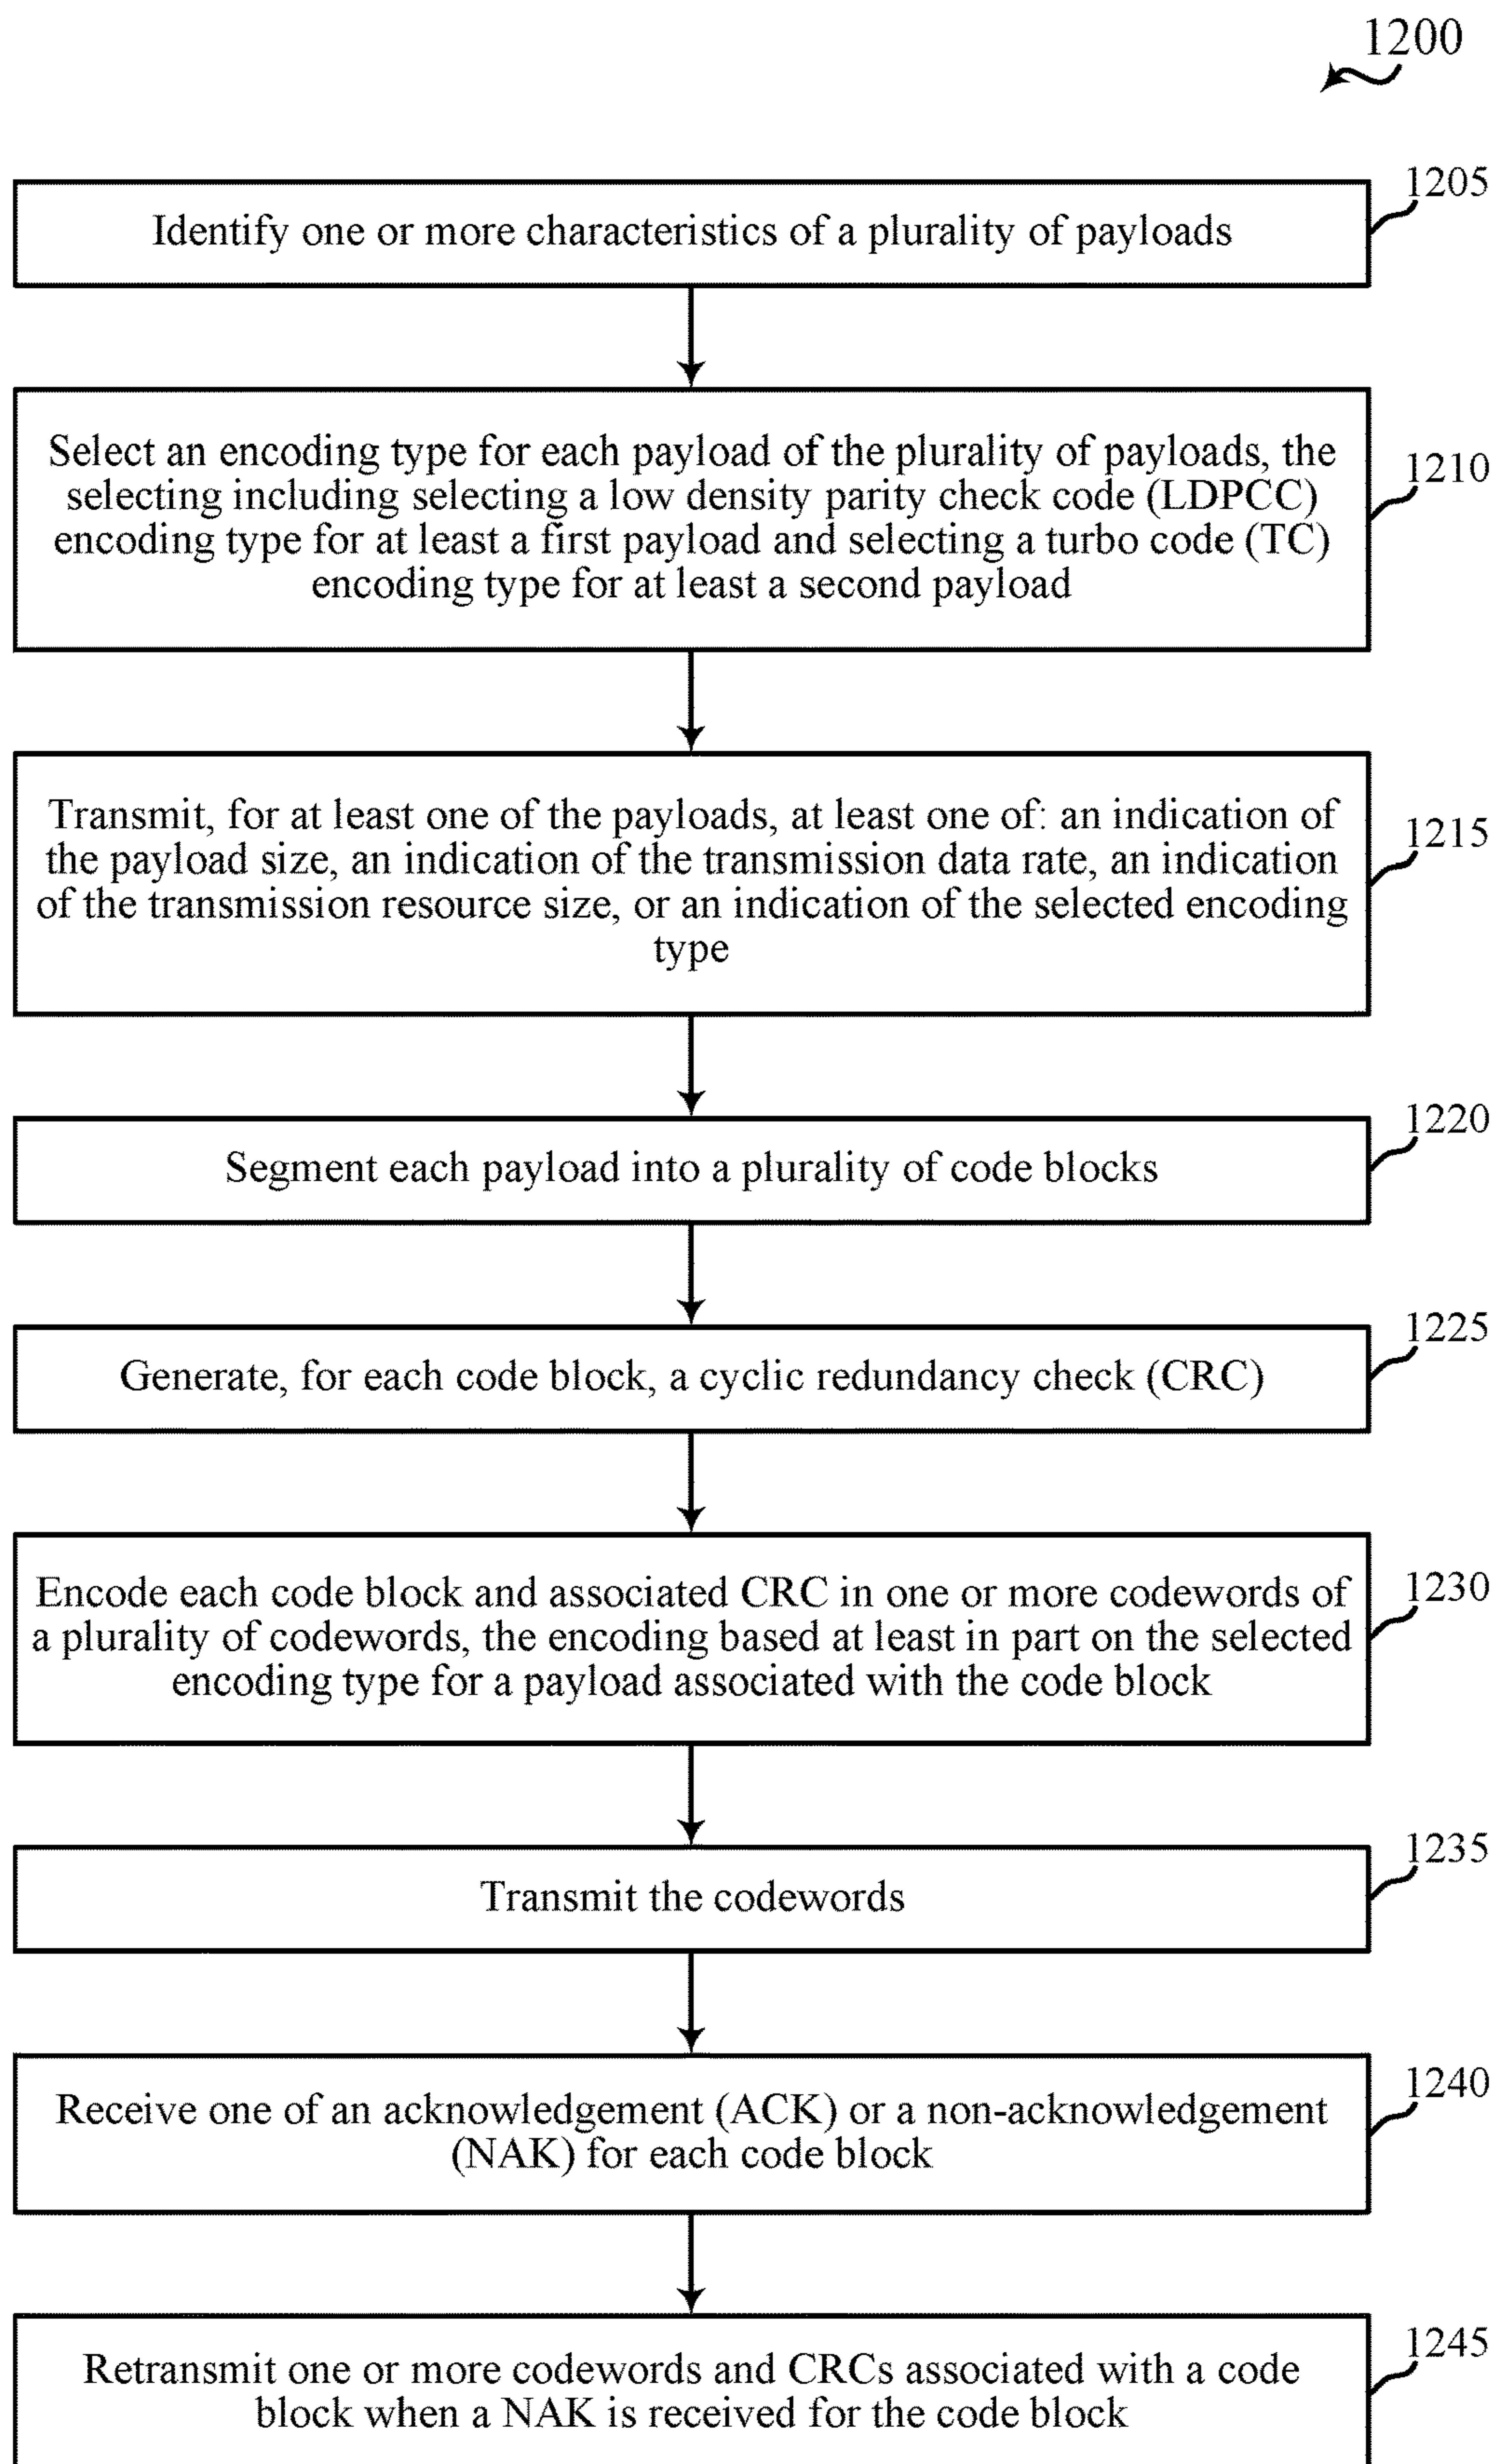 1200
1205
Identify one or more characteristics of a plurality of payloads
Select an encoding type for each payload of the plurality of payloads, the
selecting including selecting a low density parity check code (LDPCC)
encoding type for at least a first payload and selecting a turbo code (TC)
encoding type for at least a second payload
1210
Transmit, for at least one of the payloads, at least one of: an indication of
the payload size, an indication of the transmission data rate, an indication
of the transmission resource size, or an indication of the selected encoding
type
1215
1220
Segment each payload into a plurality of code blocks
1225
Generate, for each code block, a cyclic redundancy check (CRC)
Encode each code block and associated CRC in one or more codewords of
a plurality of codewords, the encoding based at least in part on the selected
encoding type for a payload associated with the code block
1230
1235
Transmit the codewords
1240
Receive one of an acknowledgement (ACK) or a non-acknowledgement
(NAK) for each code block
1245
Retransmit one or more codewords and CRCs associated with a code
block when a NAK is received for the code block